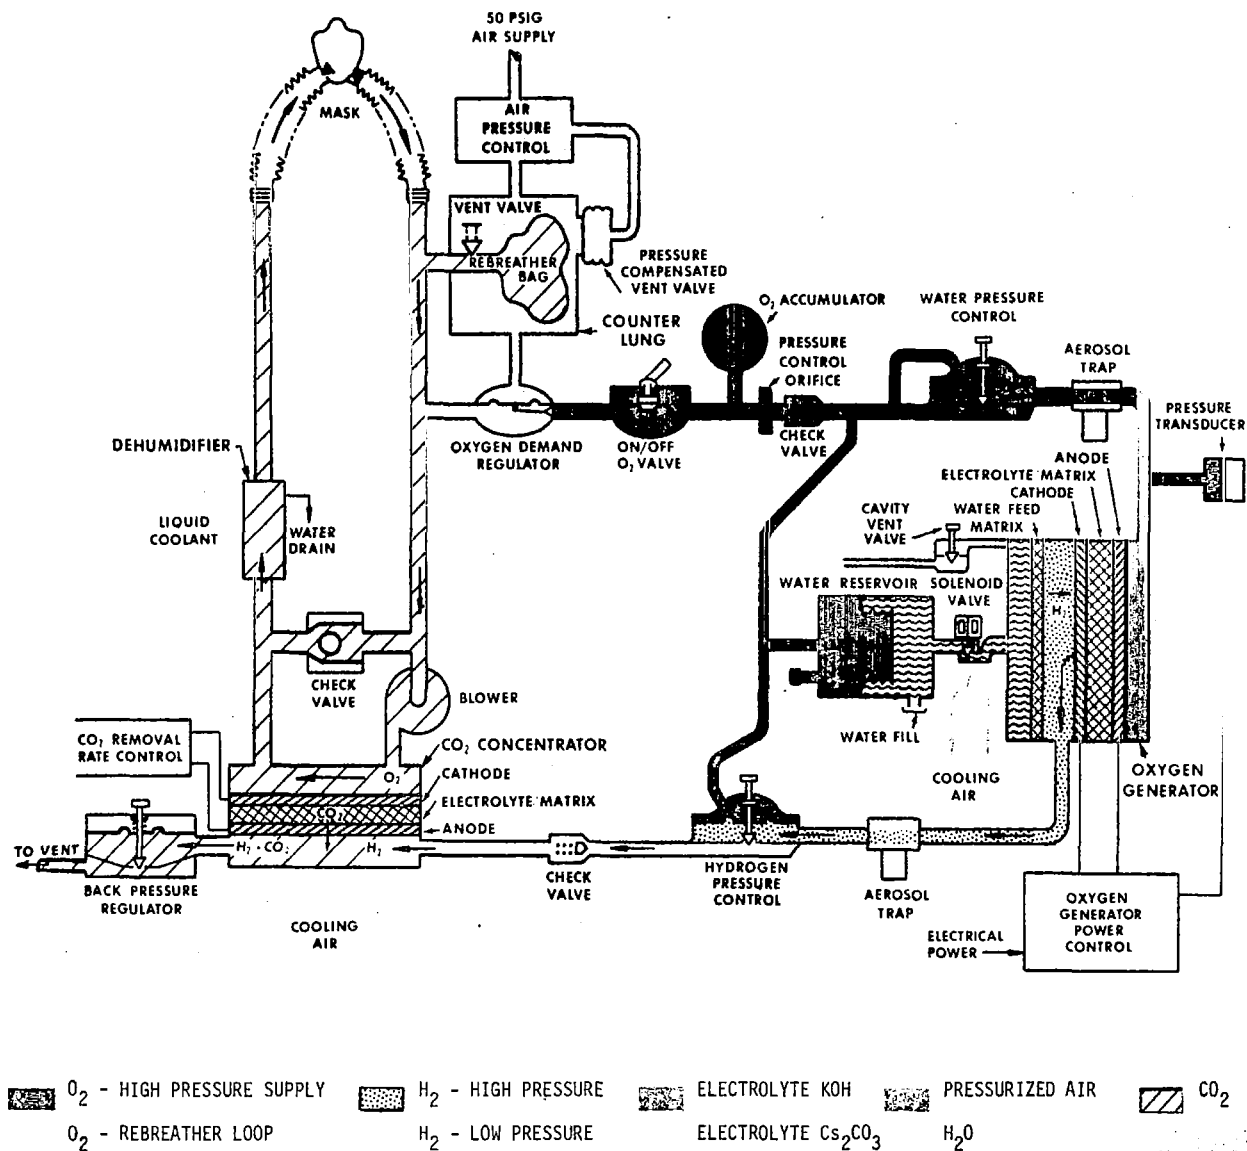 50 PSIG
AIR SUPPLY
MASK
AIR
PRESSURE
CONTROL
VENT VALVE
REBREATHER
BAG
PRESSURE
COMPENSATED
VENT VALVE
COUNTER
LUNG
O₂ ACCUMULATOR
WATER PRESSURE
CONTROL
PRESSURE
CONTROL
ORIFICE
AEROSOL
TRAP
PRESSURE
TRANSDUCER
DEHUMIDIFIER
OXYGEN DEMAND
REGULATOR
ON/OFF
O₂ VALVE
CHECK
VALVE
ANODE
ELECTROLYTE MATRIX
CATHODE
WATER FEED
MATRIX
CAVITY
VENT
VALVE
LIQUID
COOLANT
WATER
DRAIN
WATER RESERVOIR
SOLENOID
VALVE
H₂
CHECK
VALVE
BLOWER
WATER FILL
COOLING
AIR
OXYGEN
GENERATOR
CO₂ REMOVAL
RATE CONTROL
CO₂ CONCENTRATOR
CATHODE
ELECTROLYTE MATRIX
ANODE
O₂
CO₂
H₂ - CO₂
H₂
TO VENT
BACK PRESSURE
REGULATOR
COOLING
AIR
CHECK
VALVE
HYDROGEN
PRESSURE
CONTROL
AEROSOL
TRAP
ELECTRICAL
POWER
OXYGEN
GENERATOR
POWER
CONTROL
O₂ - HIGH PRESSURE SUPPLY
H₂ - HIGH PRESSURE
ELECTROLYTE KOH
PRESSURIZED AIR
CO₂
O₂ - REBREATHER LOOP
H₂ - LOW PRESSURE
ELECTROLYTE Cs₂CO₃
H₂O